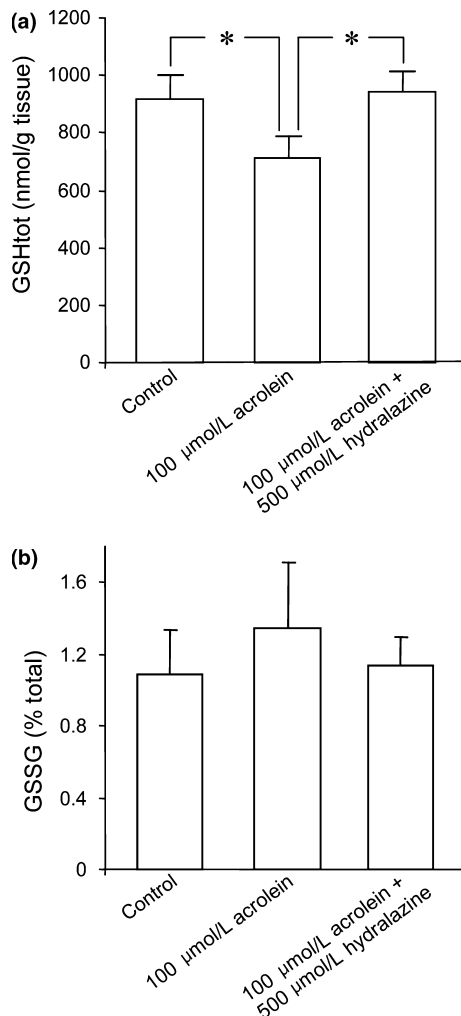 (a)
* *
1200
1000
800
600
400
200
0
GSHtot (nmol/g tissue)
Control
100 µmol/L acrolein
100 µmol/L acrolein +
500 µmol/L hydralazine
(b)
1.6
1.2
0.8
0.4
0
GSSG (% total)
Control
100 µmol/L acrolein
100 µmol/L acrolein +
500 µmol/L hydralazine